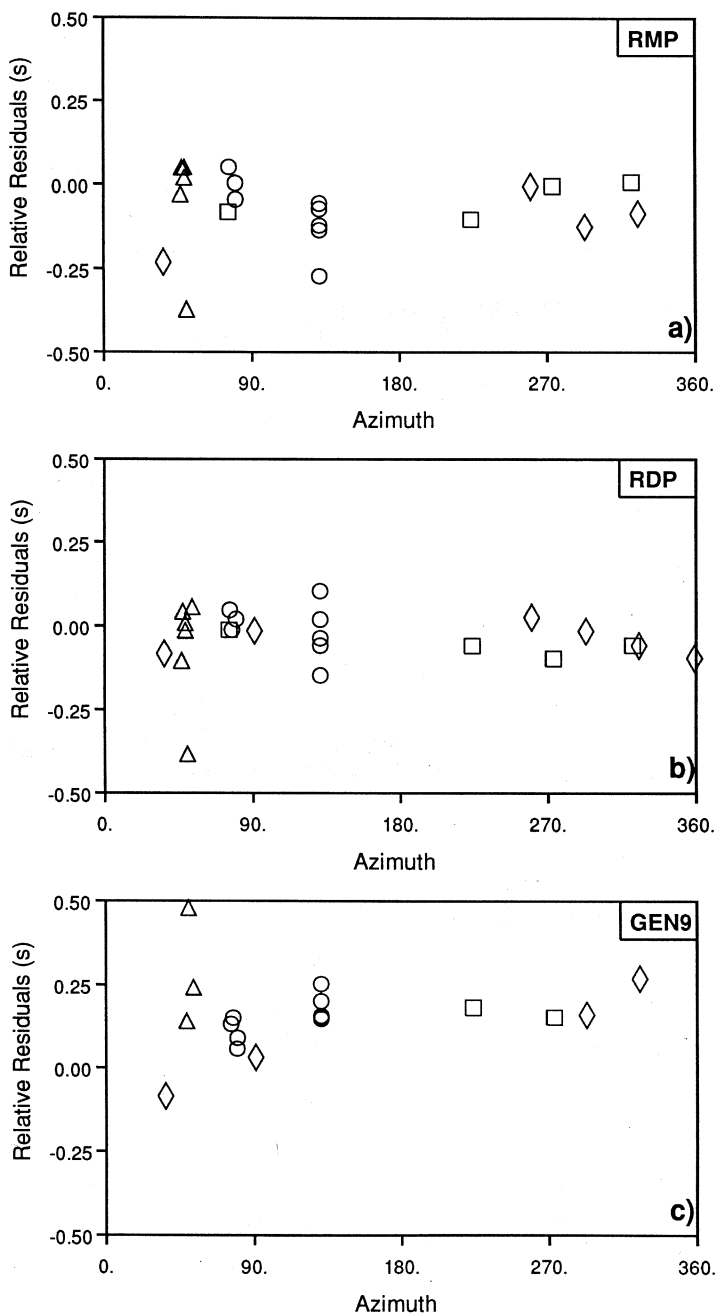 RMP
Relative Residuals (s)
0.50
0.25
0.00
-0.25
-0.50
a)
0.
90.
180.
270.
360.
Azimuth
RDP
Relative Residuals (s)
0.50
0.25
0.00
-0.25
-0.50
b)
0.
90.
180.
270.
360.
Azimuth
GEN9
Relative Residuals (s)
0.50
0.25
0.00
-0.25
-0.50
c)
0.
90.
180.
270.
360.
Azimuth